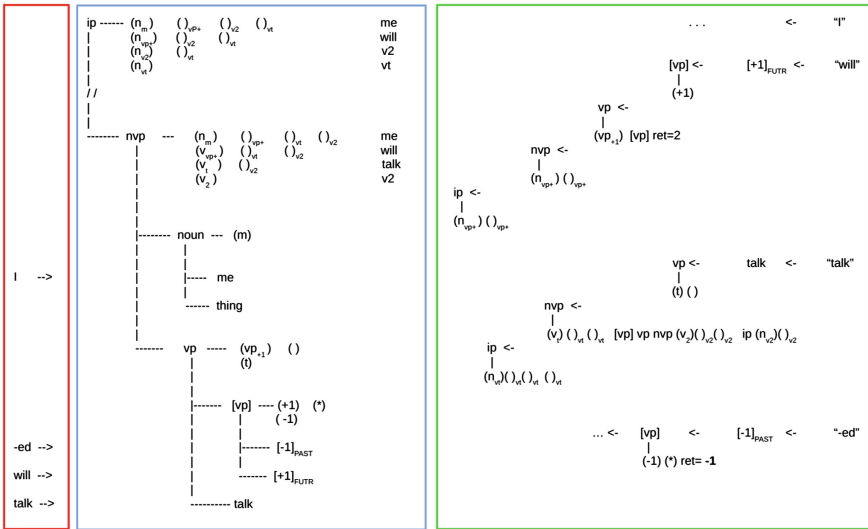 ip ------ (n_m) ( )_vP+ ( )_v2 ( )_vt me
(n_vp+) ( )_v2 ( )_vt will
(n_v2) ( )_vt v2
(n_vt) vt
/ /
-------- nvp --- (n_m) ( )_vp+ ( )_vt ( )_v2 me
(v_vp+) ( )_vt ( )_v2 will
(v_t) ( )_v2 talk
(v_2) v2
|-------- noun --- (m)
I --> |----- me
------ thing
------- vp ----- (vp_+1) ( )
(t)
|------- [vp] ---- (+1) (*)
( -1)
-ed --> |------- [-1]_PAST
will --> ------- [+1]_FUTR
talk --> ---------- talk
. . . <- “I”
[vp] <- [+1]_FUTR <- “will”
|
(+1)
vp <-
|
(vp_+1) [vp] ret=2
nvp <-
|
(n_vp+) ( )_vp+
ip <-
|
(n_vp+) ( )_vp+
vp <- talk <- “talk”
|
(t) ( )
nvp <-
|
(v_t) ( )_vt ( )_vt [vp] vp nvp (v_2)( )_v2( )_v2 ip (n_v2)( )_v2
ip <-
|
(n_vt)( )_vt( )_vt ( )_vt
... <- [vp] <- [-1]_PAST <- “-ed”
|
(-1) (*) ret= -1